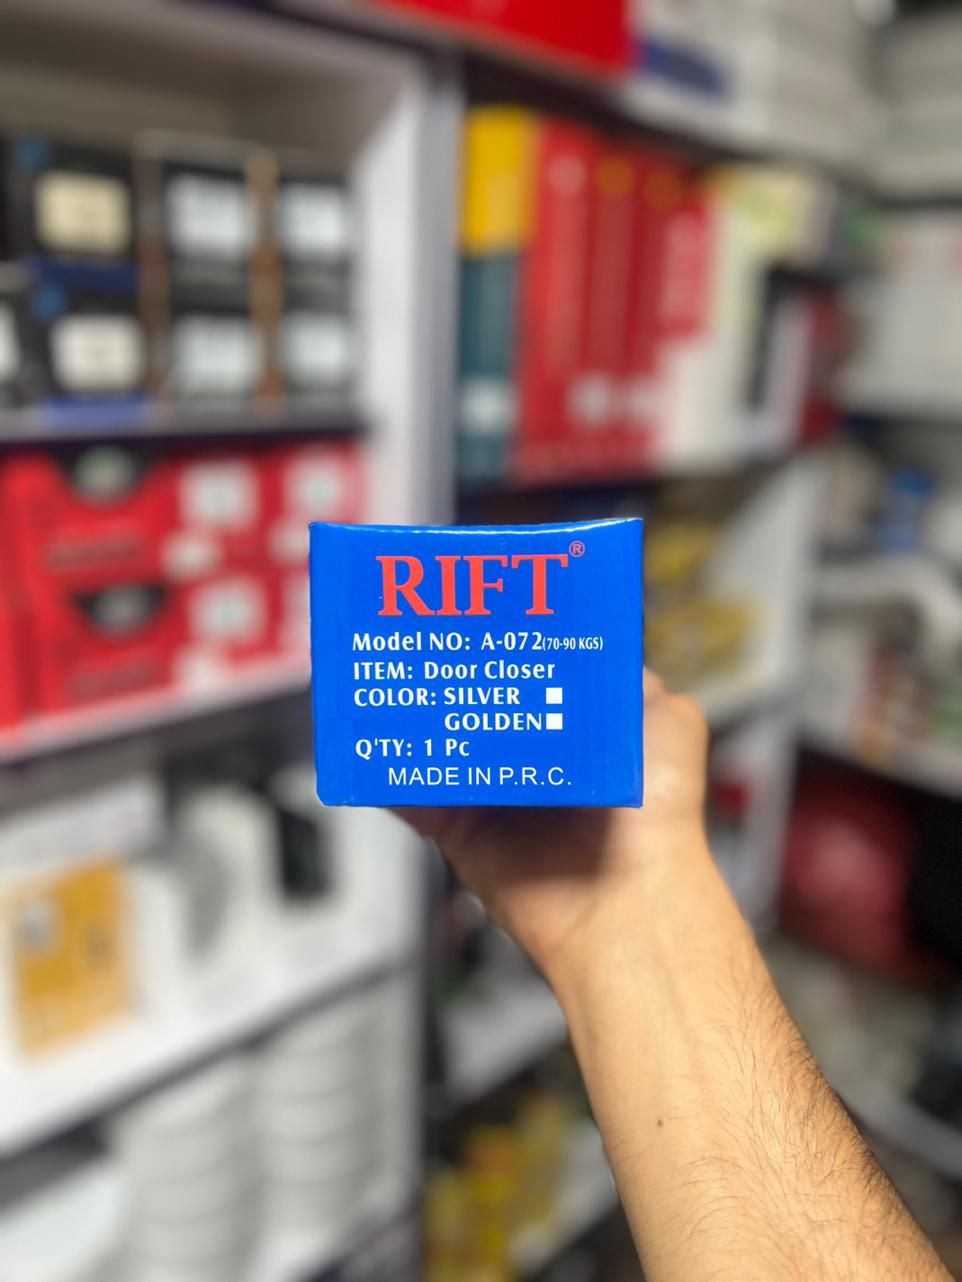 RIFT®
Model NO: A-072(70-90 KGS)
ITEM: Door Closer
COLOR: SILVER
GOLDEN
Q'TY: 1 Pc
MADE IN P.R.C.